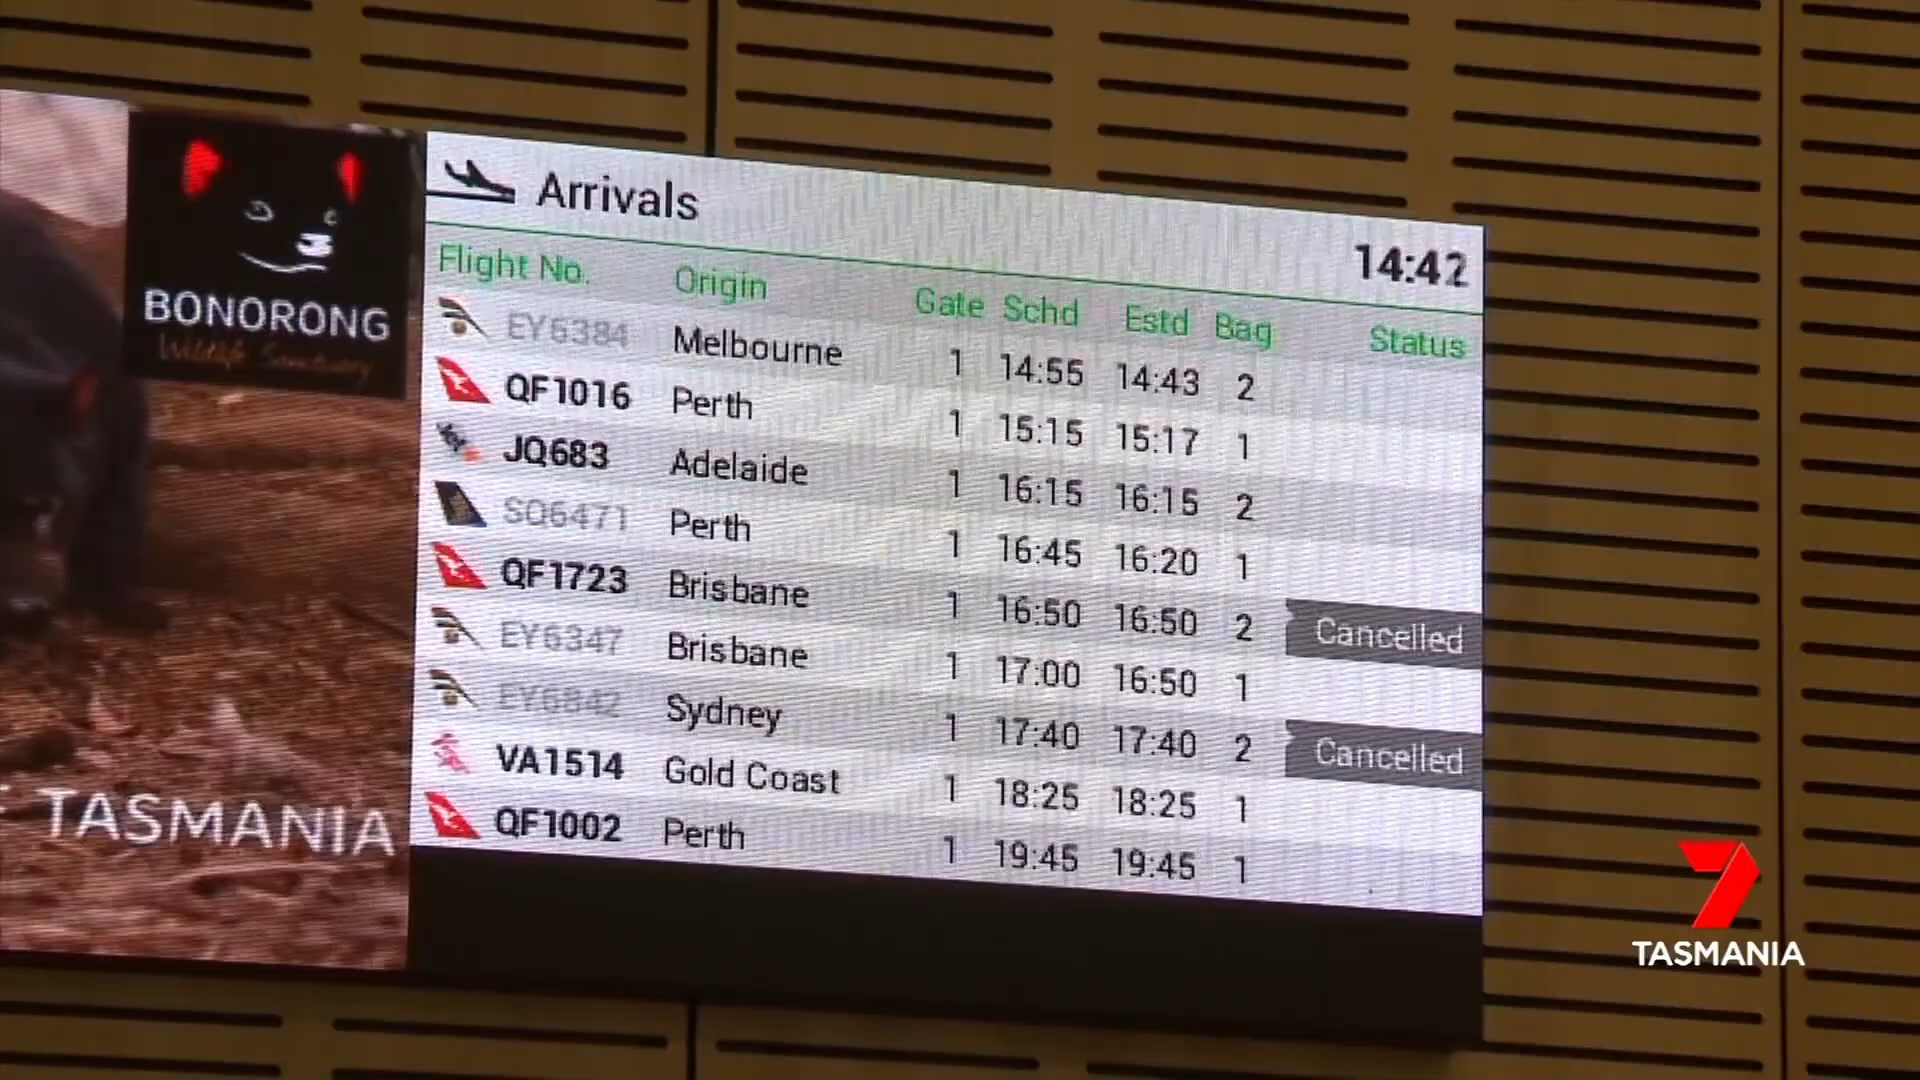 Arrivals 14:42
BONORONG
Wildlife Sanctuary
Flight No. Origin Gate Schd Estd Bag Status
EY6384 Melbourne 1 14:55 14:43 2
QF1016 Perth 1 15:15 15:17 1
JQ683 Adelaide 1 16:15 16:15 2
SQ6471 Perth 1 16:45 16:20 1
QF1723 Brisbane 1 16:50 16:50 2 Cancelled
EY6347 Brisbane 1 17:00 16:50 1
EY6842 Sydney 1 17:40 17:40 2 Cancelled
VA1514 Gold Coast 1 18:25 18:25 1
QF1002 Perth 1 19:45 19:45 1
TASMANIA
7
TASMANIA